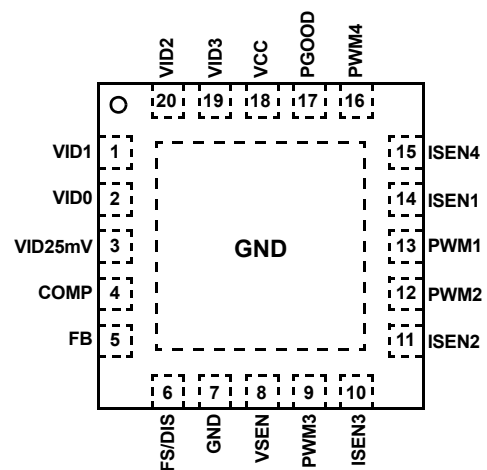 VID2
VID3
VCC
PGOOD
PWM4
20
19
18
17
16
VID1 1
VID0 2
VID25mV 3
COMP 4
FB 5
GND
15 ISEN4
14 ISEN1
13 PWM1
12 PWM2
11 ISEN2
6
7
8
9
10
FS/DIS
GND
VSEN
PWM3
ISEN3